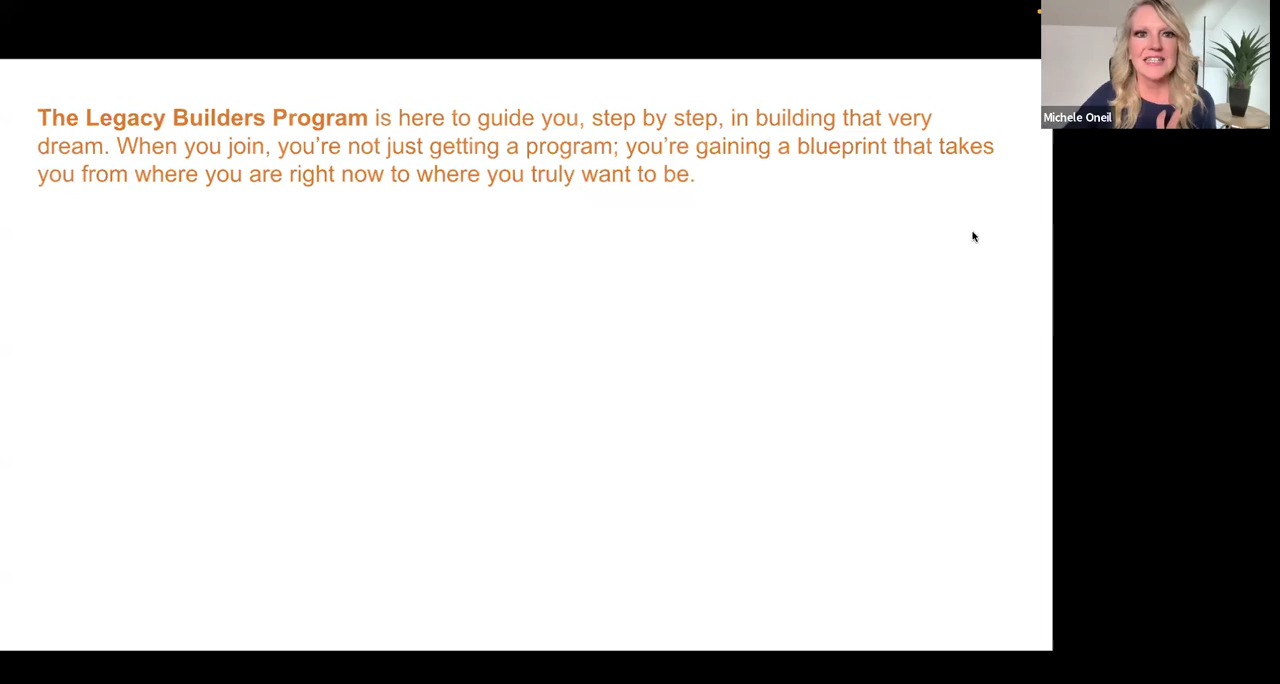 The Legacy Builders Program is here to guide you, step by step, in building that very
dream. When you join, you’re not just getting a program; you’re gaining a blueprint that takes
you from where you are right now to where you truly want to be.
Michele Oneil